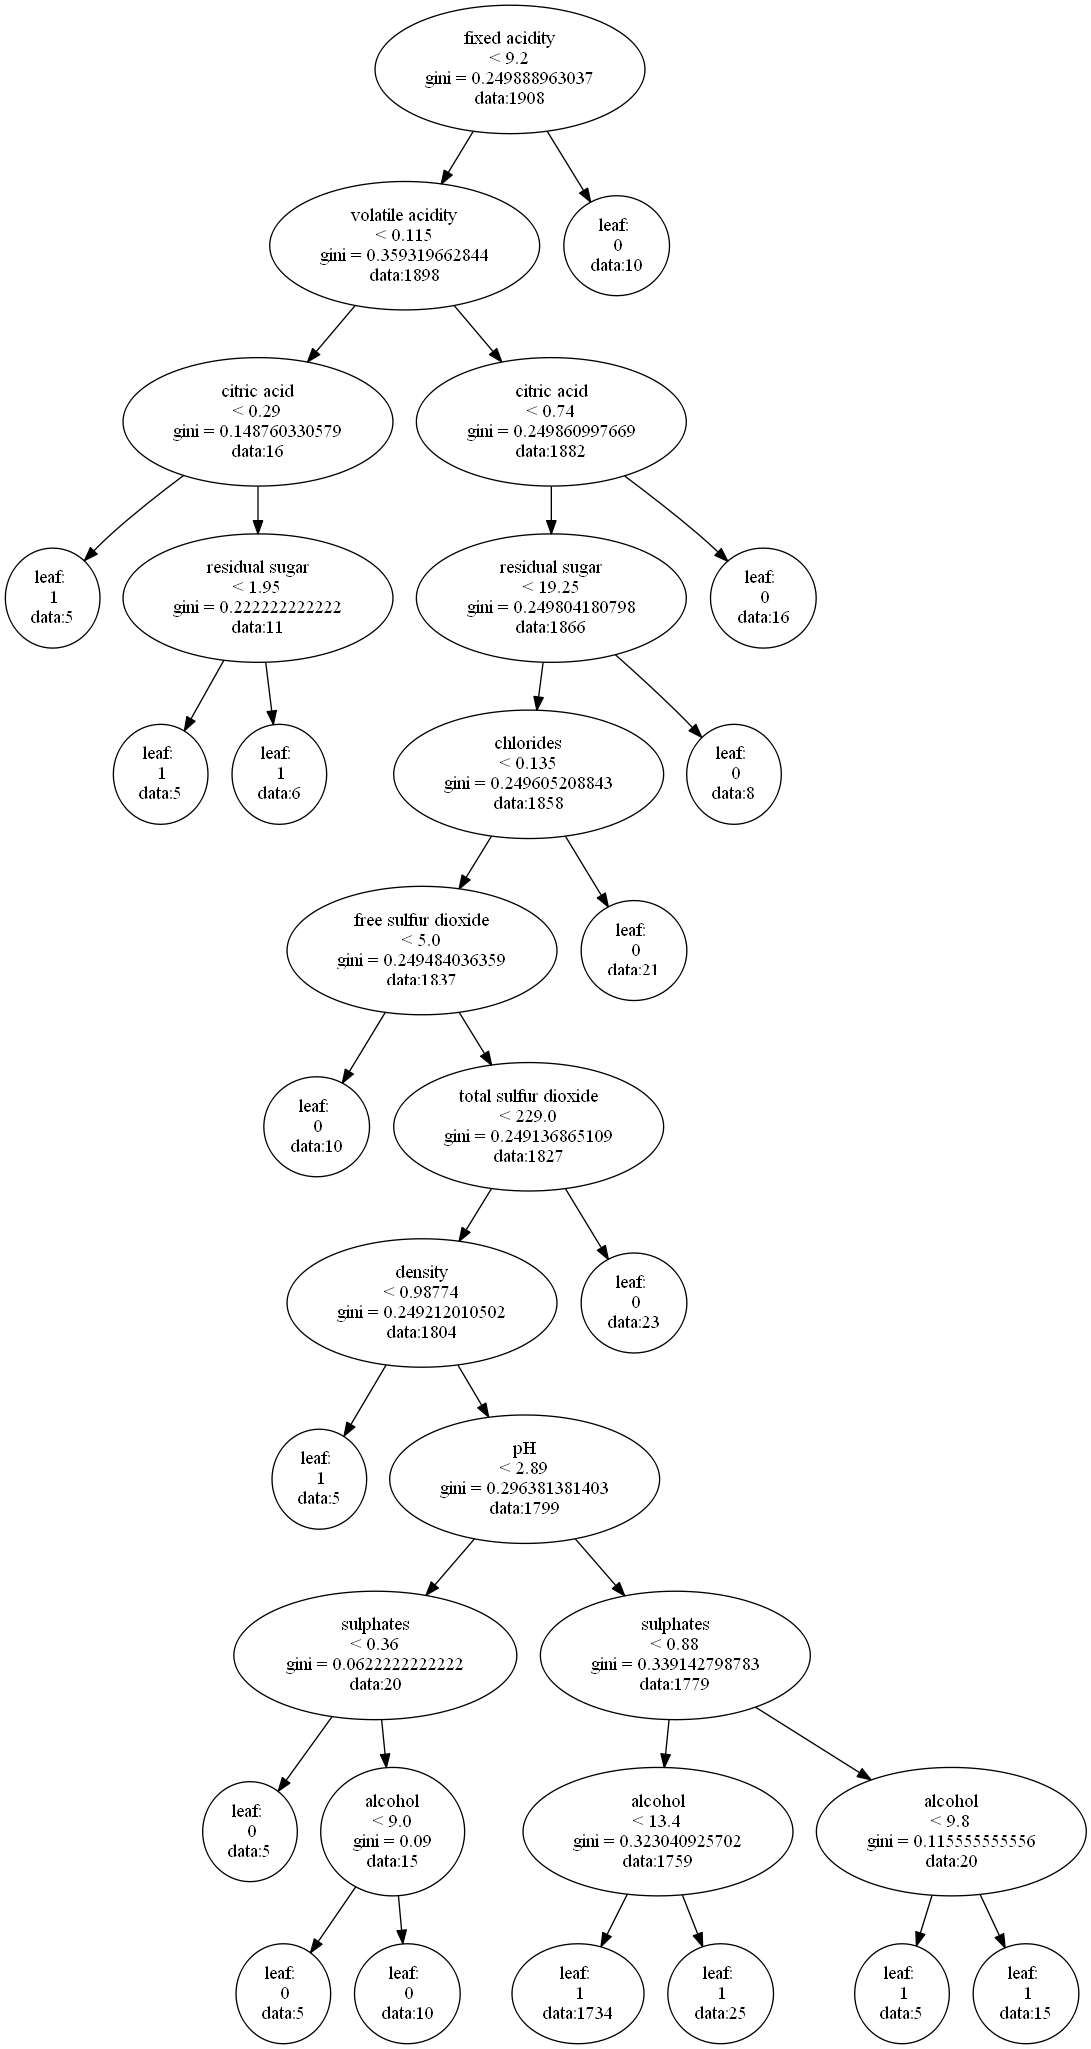 fixed acidity
< 9.2
gini = 0.249888963037
data:1908
volatile acidity
< 0.115
gini = 0.359319662844
data:1898
leaf:
0
data:10
citric acid
< 0.29
gini = 0.148760330579
data:16
citric acid
< 0.74
gini = 0.249860997669
data:1882
leaf:
1
data:5
residual sugar
< 1.95
gini = 0.222222222222
data:11
residual sugar
< 19.25
gini = 0.249804180798
data:1866
leaf:
0
data:16
leaf:
1
data:5
leaf:
1
data:6
chlorides
< 0.135
gini = 0.249605208843
data:1858
leaf:
0
data:8
free sulfur dioxide
< 5.0
gini = 0.249484036359
data:1837
leaf:
0
data:21
leaf:
0
data:10
total sulfur dioxide
< 229.0
gini = 0.249136865109
data:1827
density
< 0.98774
gini = 0.249212010502
data:1804
leaf:
0
data:23
leaf:
1
data:5
pH
< 2.89
gini = 0.296381381403
data:1799
sulphates
< 0.36
gini = 0.0622222222222
data:20
sulphates
< 0.88
gini = 0.339142798783
data:1779
leaf:
0
data:5
alcohol
< 9.0
gini = 0.09
data:15
alcohol
< 13.4
gini = 0.323040925702
data:1759
alcohol
< 9.8
gini = 0.115555555556
data:20
leaf:
0
data:5
leaf:
0
data:10
leaf:
1
data:1734
leaf:
1
data:25
leaf:
1
data:5
leaf:
1
data:15